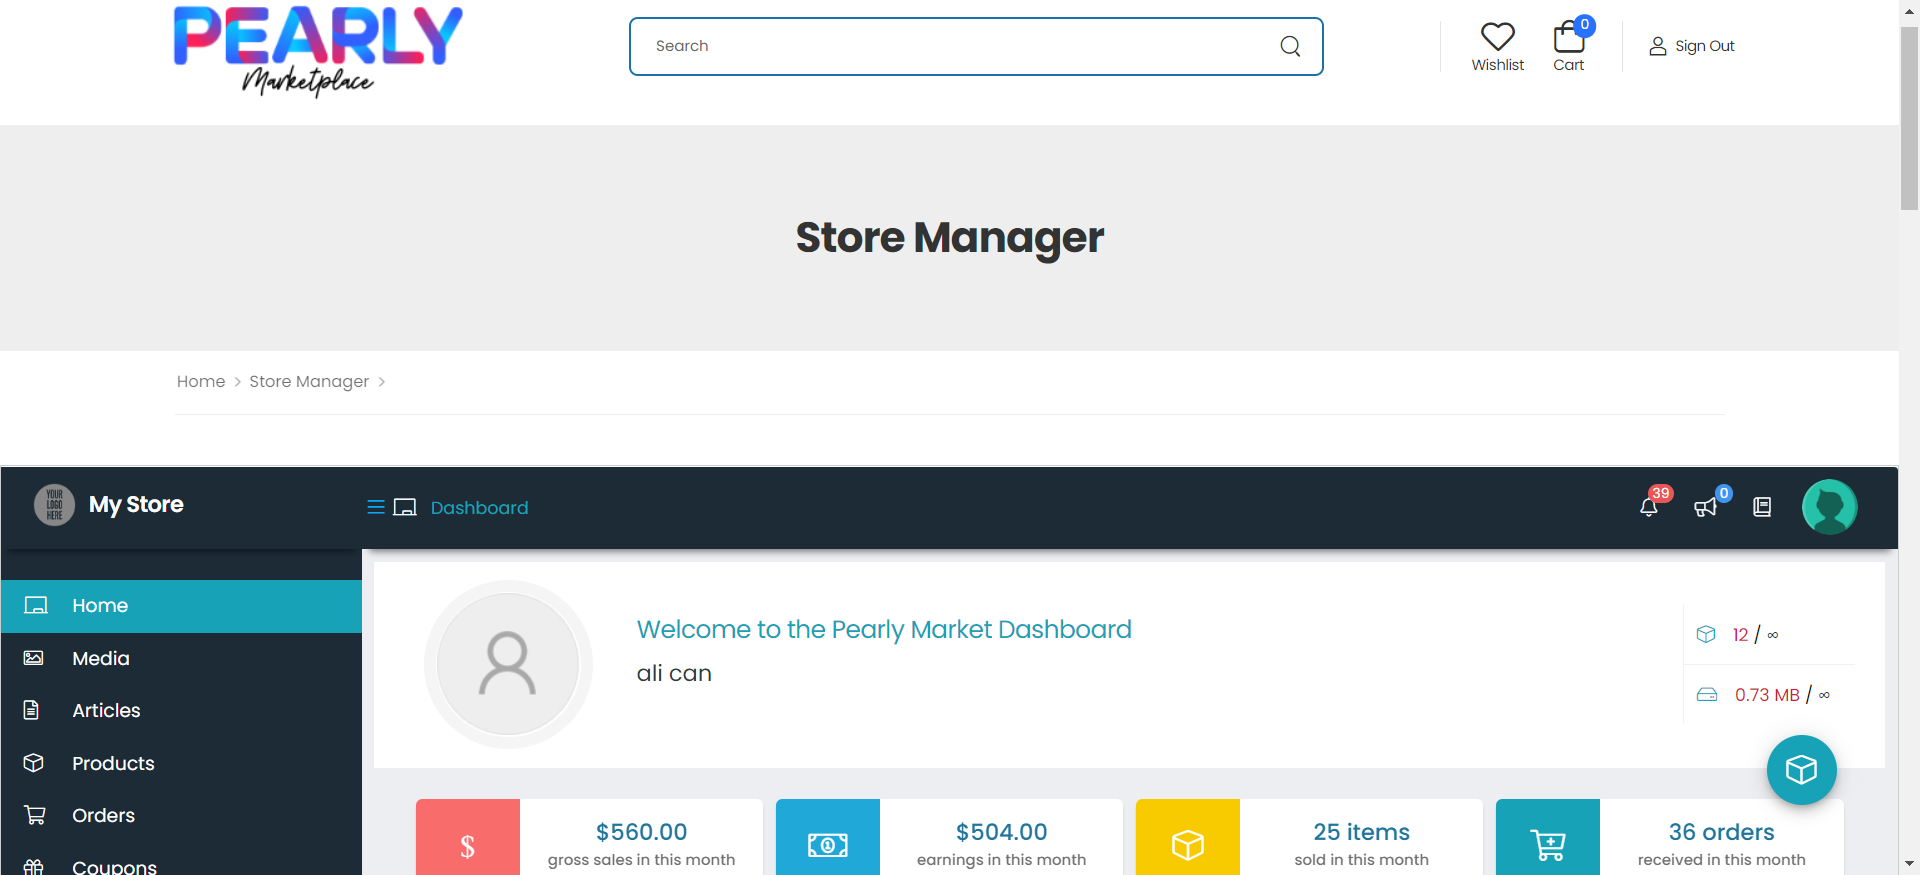 PEARLY
Marketplace
Search
Wishlist
0
Cart
Sign Out
Store Manager
Home > Store Manager >
YOUR
LOGO
HERE
My Store
Dashboard
39
0
Home
Media
Articles
Products
Orders
Coupons
Welcome to the Pearly Market Dashboard
ali can
12 / ∞
0.73 MB / ∞
$
$560.00
gross sales in this month
1
$504.00
earnings in this month
25 items
sold in this month
36 orders
received in this month